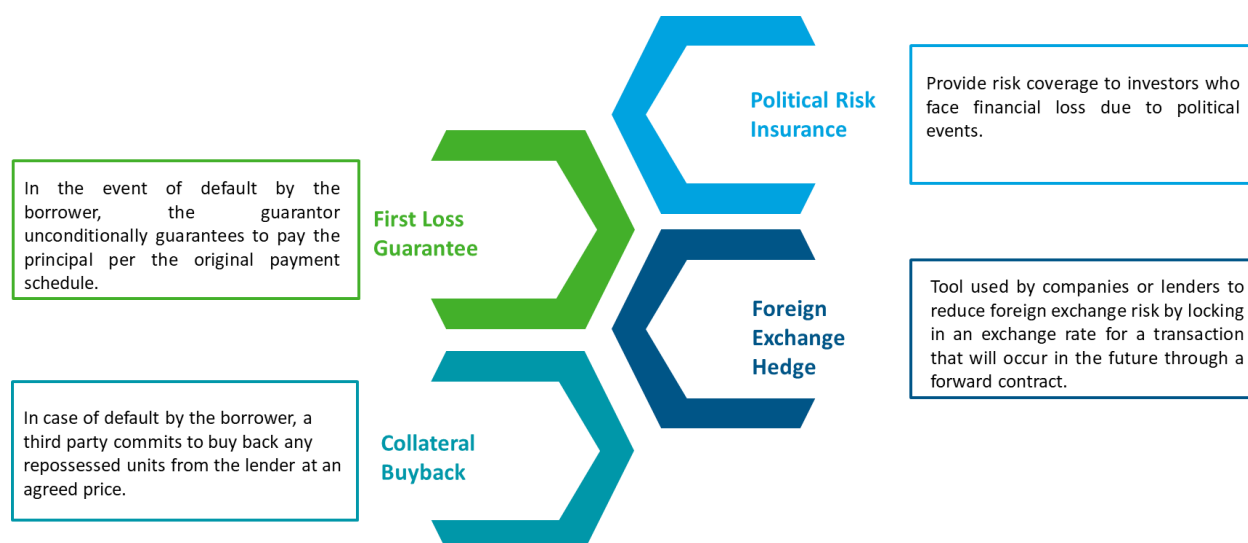 Political Risk
Insurance
Provide risk coverage to investors who
face financial loss due to political
events.
In the event of default by the
borrower, the guarantor
unconditionally guarantees to pay the
principal per the original payment
schedule.
First Loss
Guarantee
Foreign
Exchange
Hedge
Tool used by companies or lenders to
reduce foreign exchange risk by locking
in an exchange rate for a transaction
that will occur in the future through a
forward contract.
In case of default by the borrower, a
third party commits to buy back any
repossessed units from the lender at an
agreed price.
Collateral
Buyback